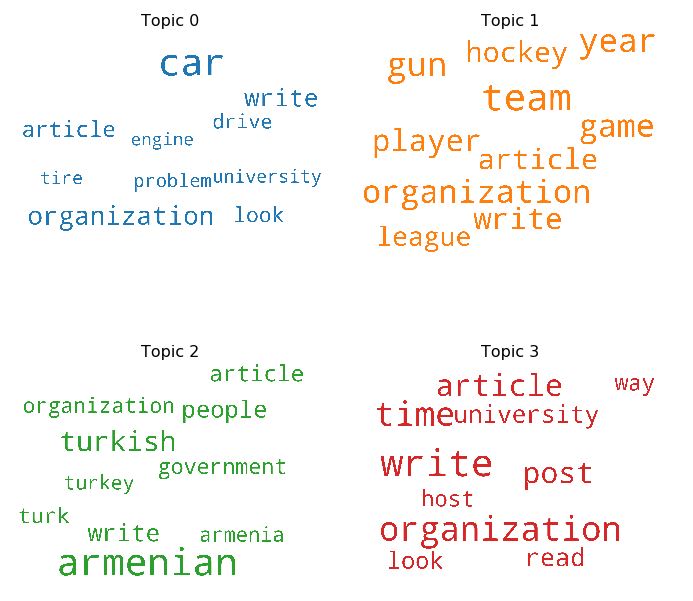 Topic 0
car
write
drive
article
engine
tire
problem
university
organization
look
Topic 1
year
hockey
gun
team
game
player
article
organization
write
league
Topic 2
article
organization
people
turkish
government
turkey
turk
write
armenia
armenian
Topic 3
article
way
time
university
write
post
host
organization
look
read